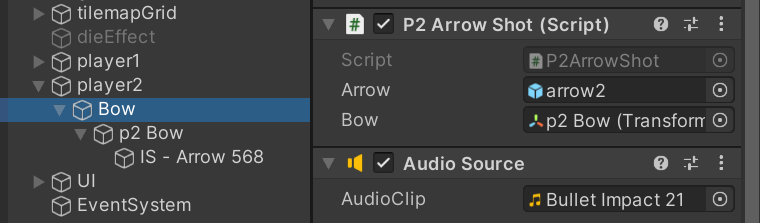 tilemapGrid
dieEffect
player1
player2
Bow
p2 Bow
IS - Arrow 568
UI
EventSystem
# P2 Arrow Shot (Script)
Script # P2ArrowShot
Arrow arrow2
Bow p2 Bow (Transform
Audio Source
AudioClip Bullet Impact 21